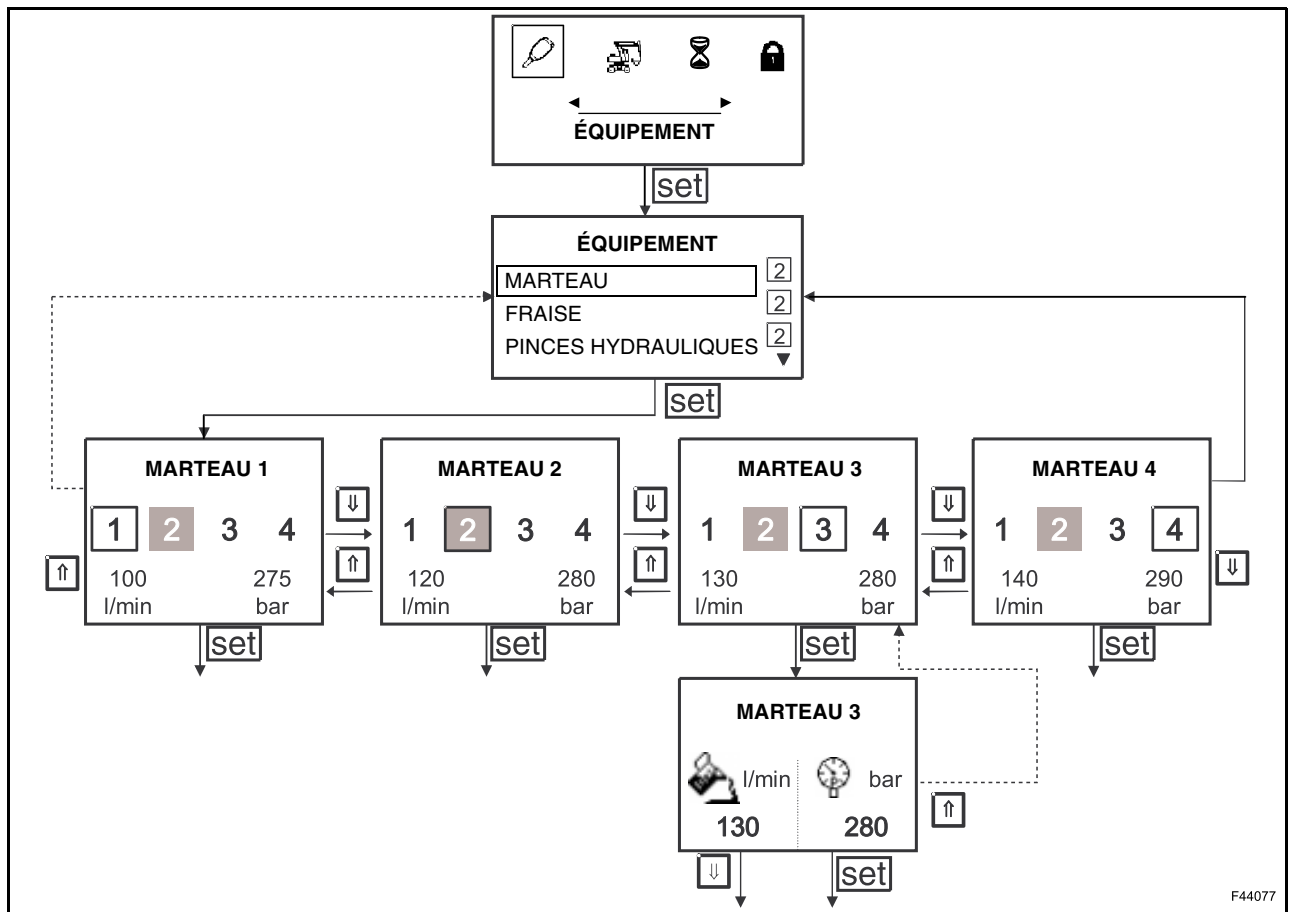 ÉQUIPEMENT
set
ÉQUIPEMENT
MARTEAU 2
FRAISE 2
PINCES HYDRAULIQUES 2
set
MARTEAU 1
1 2 3 4
100 275
l/min bar
set
MARTEAU 2
1 2 3 4
120 280
l/min bar
set
MARTEAU 3
1 2 3 4
130 280
l/min bar
set
MARTEAU 4
1 2 3 4
140 290
l/min bar
set
MARTEAU 3
l/min bar
130 280
set
F44077